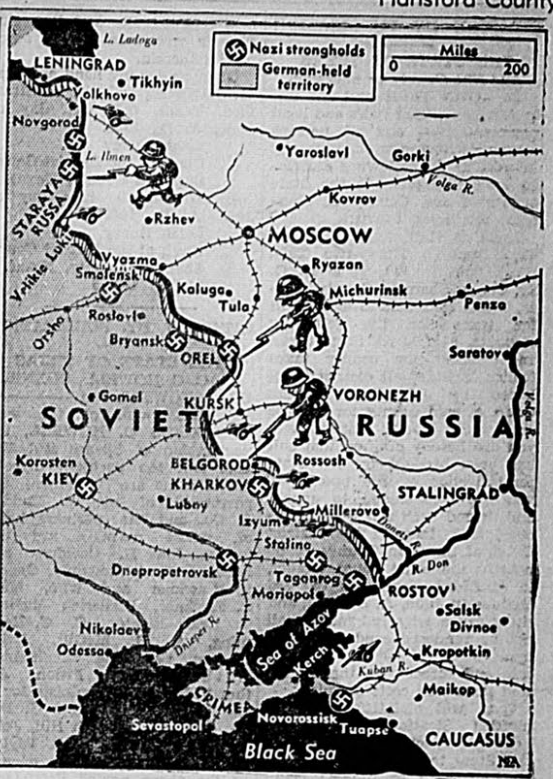 Hansford County
L. Ladoga
Nazi strongholds
German-held
territory
Miles
0 200
LENINGRAD
Tikhyin
Volkhovo
Novgorod
L. Ilmen
STARAYA
RUSSA
Yaroslavl
Gorki
Volga R.
Kovrov
Rzhev
MOSCOW
Velikie Luki
Vyazma
Smolensk
Ryazan
Kaluga
Tula
Michurinsk
Penza
Orsha
Roslavl
Bryansk
OREL
Saratov
Gomel
KURSK
VORONEZH
Volga R.
SOVIET RUSSIA
Korosten
KIEV
BELGOROD
KHARKOV
Rossosh
STALINGRAD
Lubny
Izyum
Millerovo
Donets R.
R. Don
Stalino
Dnepropetrovsk
Taganrog
Mariupol
ROSTOV
Salsk
Divnoe
Nikolaev
Dnieper R.
Odessa
Sea of Azov
Kerch
Kuban R.
Kropotkin
CRIMEA
Maikop
Sevastopol
Novorossisk
Tuapse
CAUCASUS
Black Sea
NEA